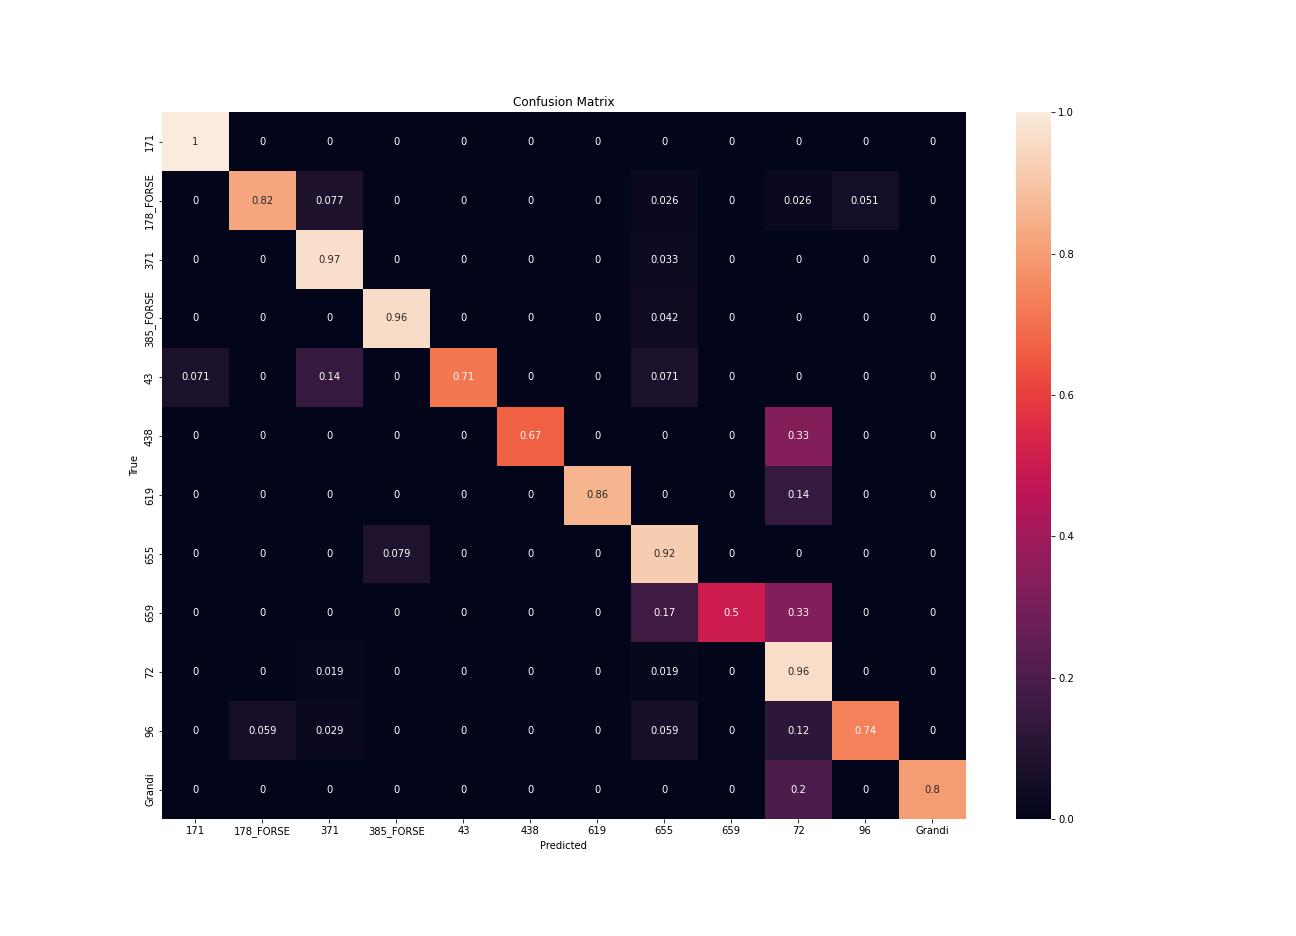 Confusion Matrix
171 1 0 0 0 0 0 0 0 0 0 0 0
178_FORSE 0 0.82 0.077 0 0 0 0 0.026 0 0.026 0.051 0
371 0 0 0.97 0 0 0 0 0.033 0 0 0 0
385_FORSE 0 0 0 0.96 0 0 0 0.042 0 0 0 0
43 0.071 0 0.14 0 0.71 0 0 0.071 0 0 0 0
438 0 0 0 0 0 0.67 0 0 0 0.33 0 0
619 0 0 0 0 0 0 0.86 0 0 0.14 0 0
655 0 0 0 0.079 0 0 0 0.92 0 0 0 0
659 0 0 0 0 0 0 0 0.17 0.5 0.33 0 0
72 0 0 0.019 0 0 0 0 0.019 0 0.96 0 0
96 0 0.059 0.029 0 0 0 0 0.059 0 0.12 0.74 0
Grandi 0 0 0 0 0 0 0 0 0 0.2 0 0.8
171 178_FORSE 371 385_FORSE 43 438 619 655 659 72 96 Grandi
Predicted
True
1.0
0.8
0.6
0.4
0.2
0.0